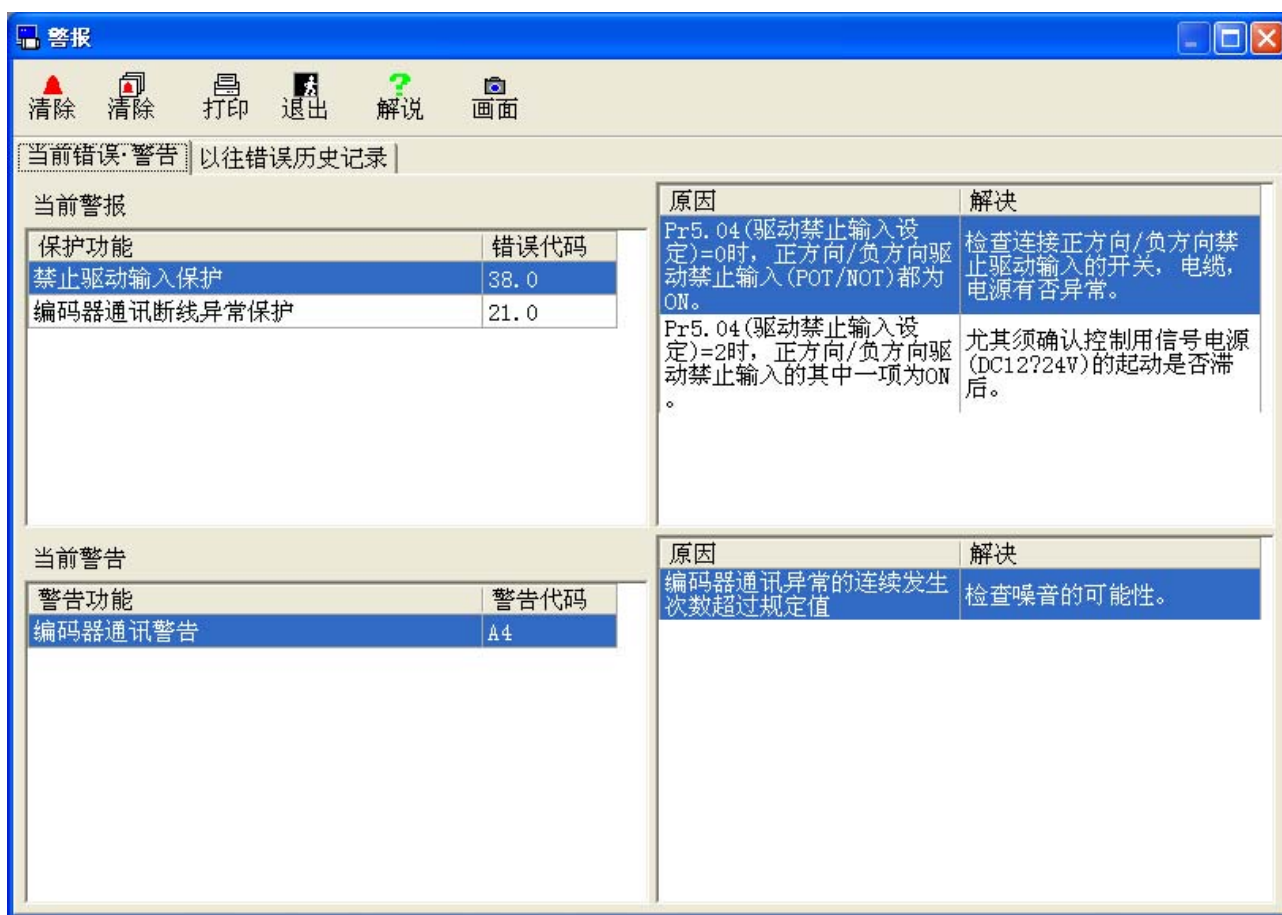 警报
清除 清除 打印 退出 解说 画面
当前错误·警告 以往错误历史记录
当前警报
保护功能 错误代码
禁止驱动输入保护 38.0
编码器通讯断线异常保护 21.0
原因 解决
Pr5.04(驱动禁止输入设
定)=0时，正方向/负方向驱
动禁止输入(POT/NOT)都为
ON。
检查连接正方向/负方向禁
止驱动输入的开关，电缆，
电源有否异常。
Pr5.04(驱动禁止输入设
定)=2时，正方向/负方向驱
动禁止输入的其中一项为ON
。
尤其须确认控制用信号电源
(DC12?24V)的起动是否滞
后。
当前警告
警告功能 警告代码
编码器通讯警告 A4
原因 解决
编码器通讯异常的连续发生
次数超过规定值
检查噪音的可能性。